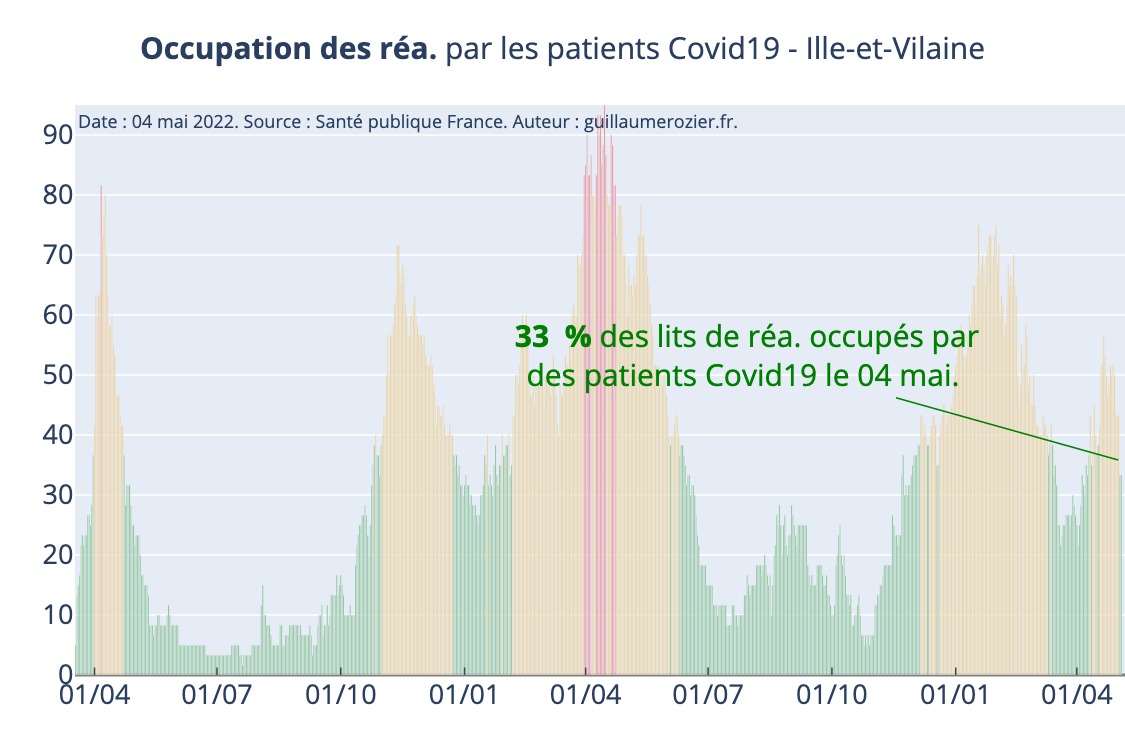 Occupation des réa. par les patients Covid19 - Ille-et-Vilaine
Date : 04 mai 2022. Source : Santé publique France. Auteur : guillaumerozier.fr.
90
80
70
60
50
40
30
20
10
0
33 % des lits de réa. occupés par
des patients Covid19 le 04 mai.
01/04 01/07 01/10 01/01 01/04 01/07 01/10 01/01 01/04